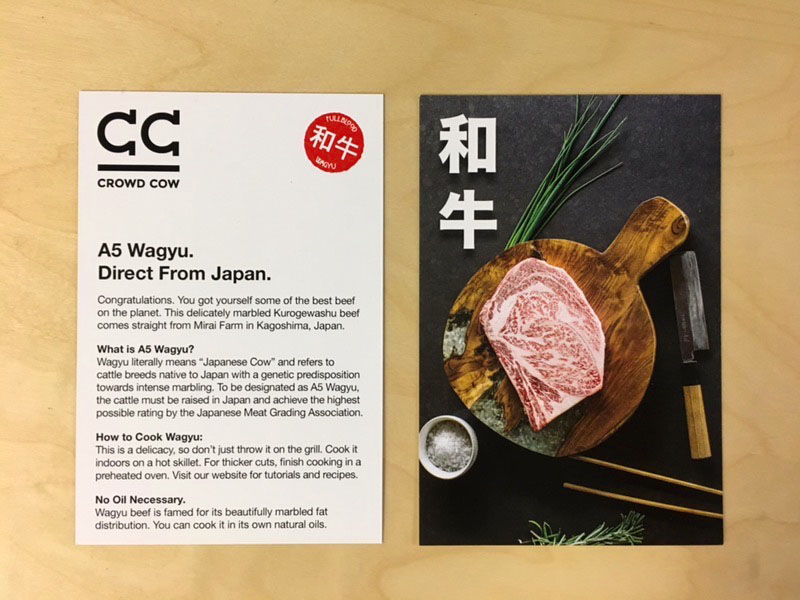 CC
CROWD COW
FULLBLOOD
和牛
WAGYU
A5 Wagyu.
Direct From Japan.
Congratulations. You got yourself some of the best beef
on the planet. This delicately marbled Kurogewashu beef
comes straight from Mirai Farm in Kagoshima, Japan.
What is A5 Wagyu?
Wagyu literally means “Japanese Cow” and refers to
cattle breeds native to Japan with a genetic predisposition
towards intense marbling. To be designated as A5 Wagyu,
the cattle must be raised in Japan and achieve the highest
possible rating by the Japanese Meat Grading Association.
How to Cook Wagyu:
This is a delicacy, so don’t just throw it on the grill. Cook it
indoors on a hot skillet. For thicker cuts, finish cooking in a
preheated oven. Visit our website for tutorials and recipes.
No Oil Necessary.
Wagyu beef is famed for its beautifully marbled fat
distribution. You can cook it in its own natural oils.
和牛